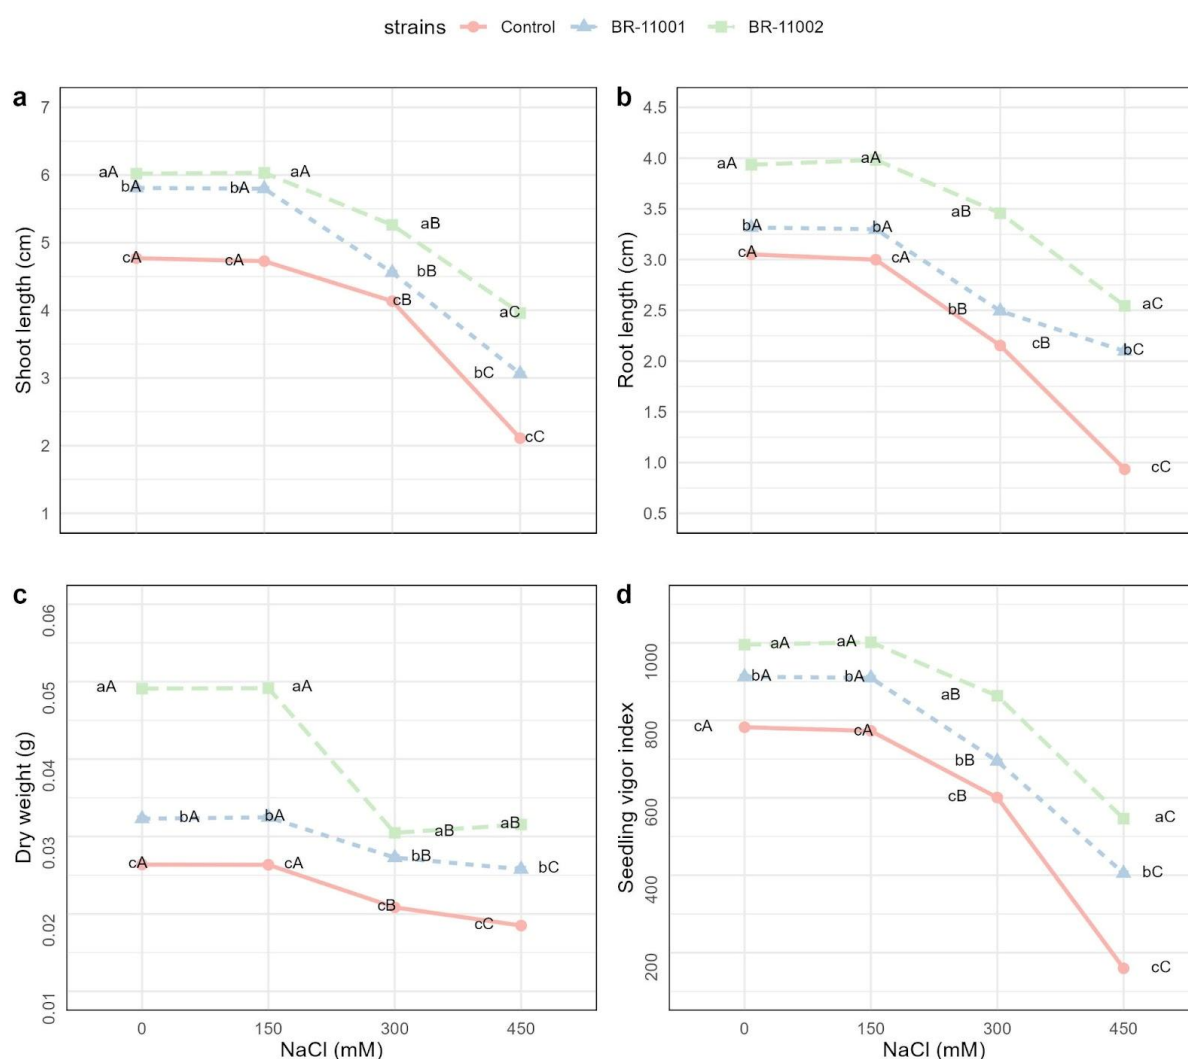 strains Control BR-11001 BR-11002
a
7
6
5
4
3
2
1
Shoot length (cm)
aA
bA
cA
aA
bA
cA
aB
bB
cB
aC
bC
cC
b
4.5
4.0
3.5
3.0
2.5
2.0
1.5
1.0
0.5
Root length (cm)
aA
bA
cA
aA
bA
cA
aB
bB
cB
aC
bC
cC
c
0.06
0.05
0.04
0.03
0.02
0.01
Dry weight (g)
aA
bA
cA
aA
bA
cA
aB
bB
cB
aB
bC
cC
0 150 300 450
NaCl (mM)
d
1000
800
600
400
200
Seedling vigor index
aA
bA
cA
aA
bA
cA
aB
bB
cB
aC
bC
cC
0 150 300 450
NaCl (mM)